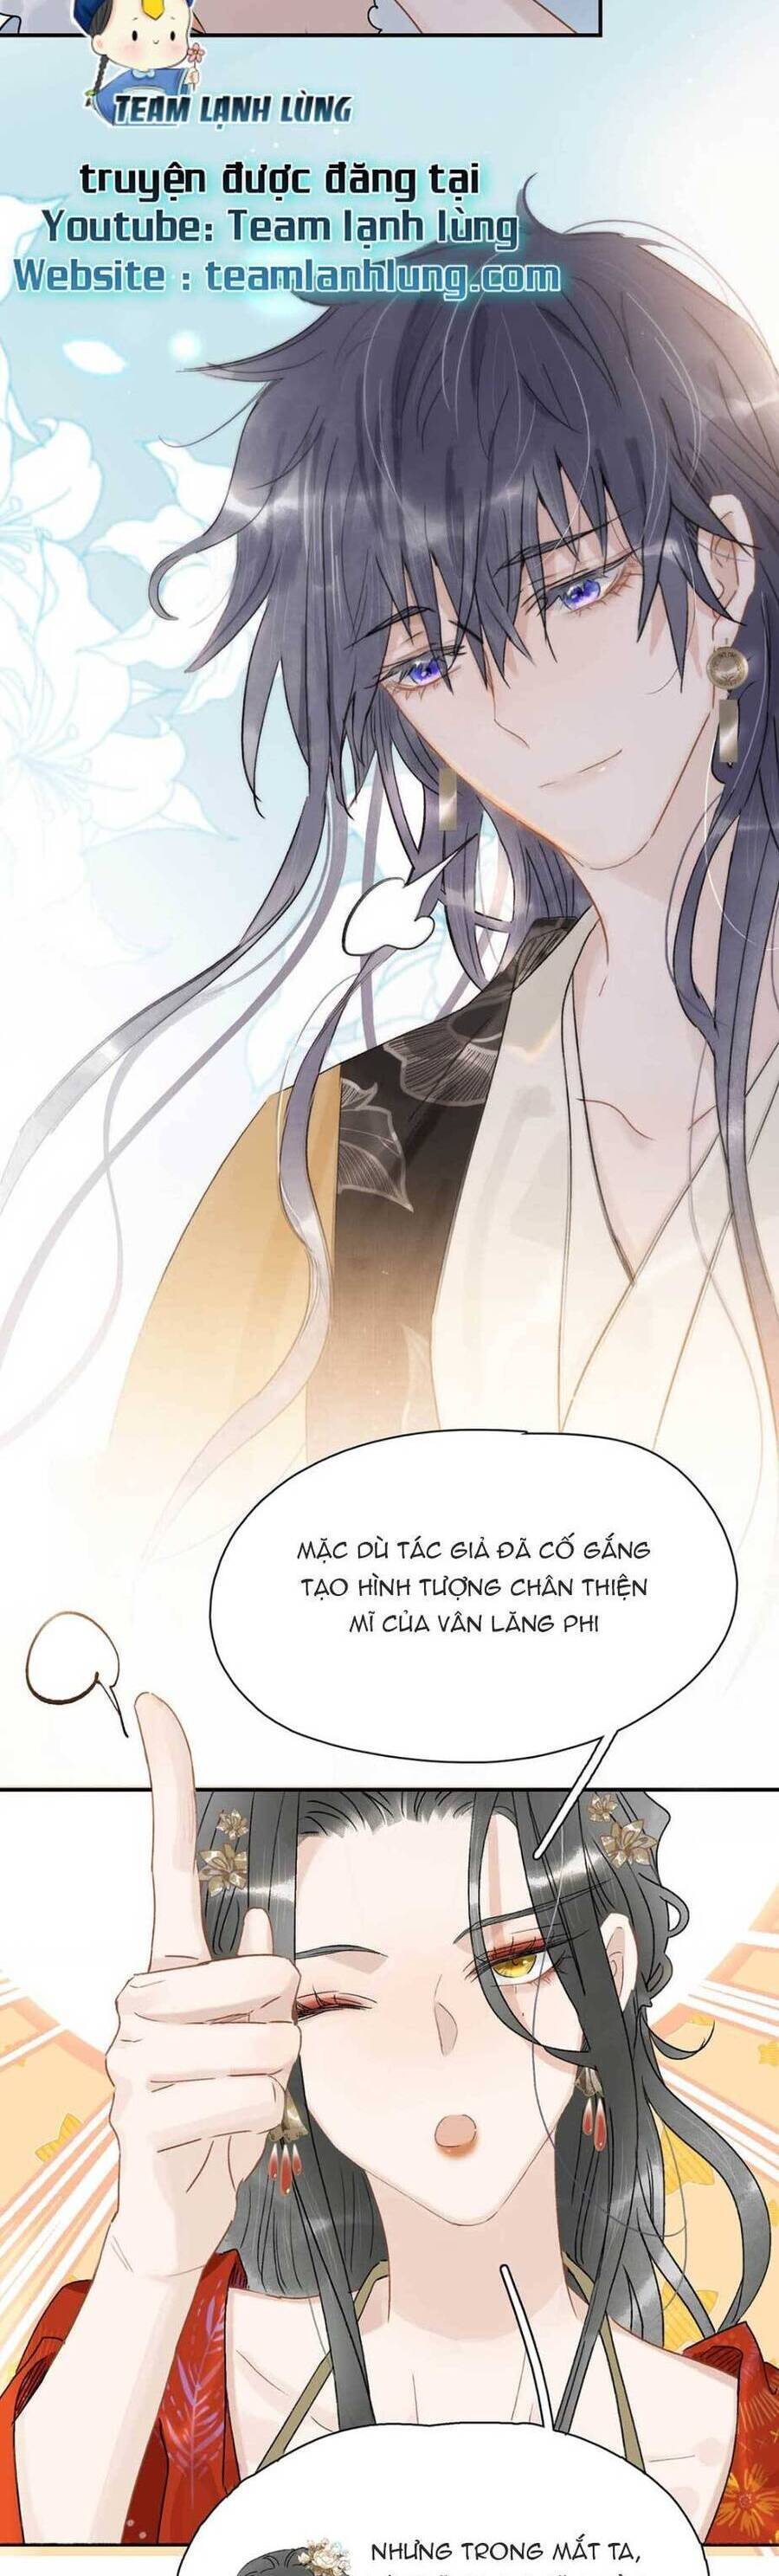 TEAM LẠNH LÙNG
truyện được đăng tại
Youtube: Team lạnh lùng
Website : teamlanhlung.com
MẶC DÙ TÁC GIẢ ĐÃ CỐ GẮNG
TẠO HÌNH TƯỢNG CHÂN THIỆN
MĨ CỦA VÂN LĂNG PHI
NHƯNG TRONG MẮT TA,